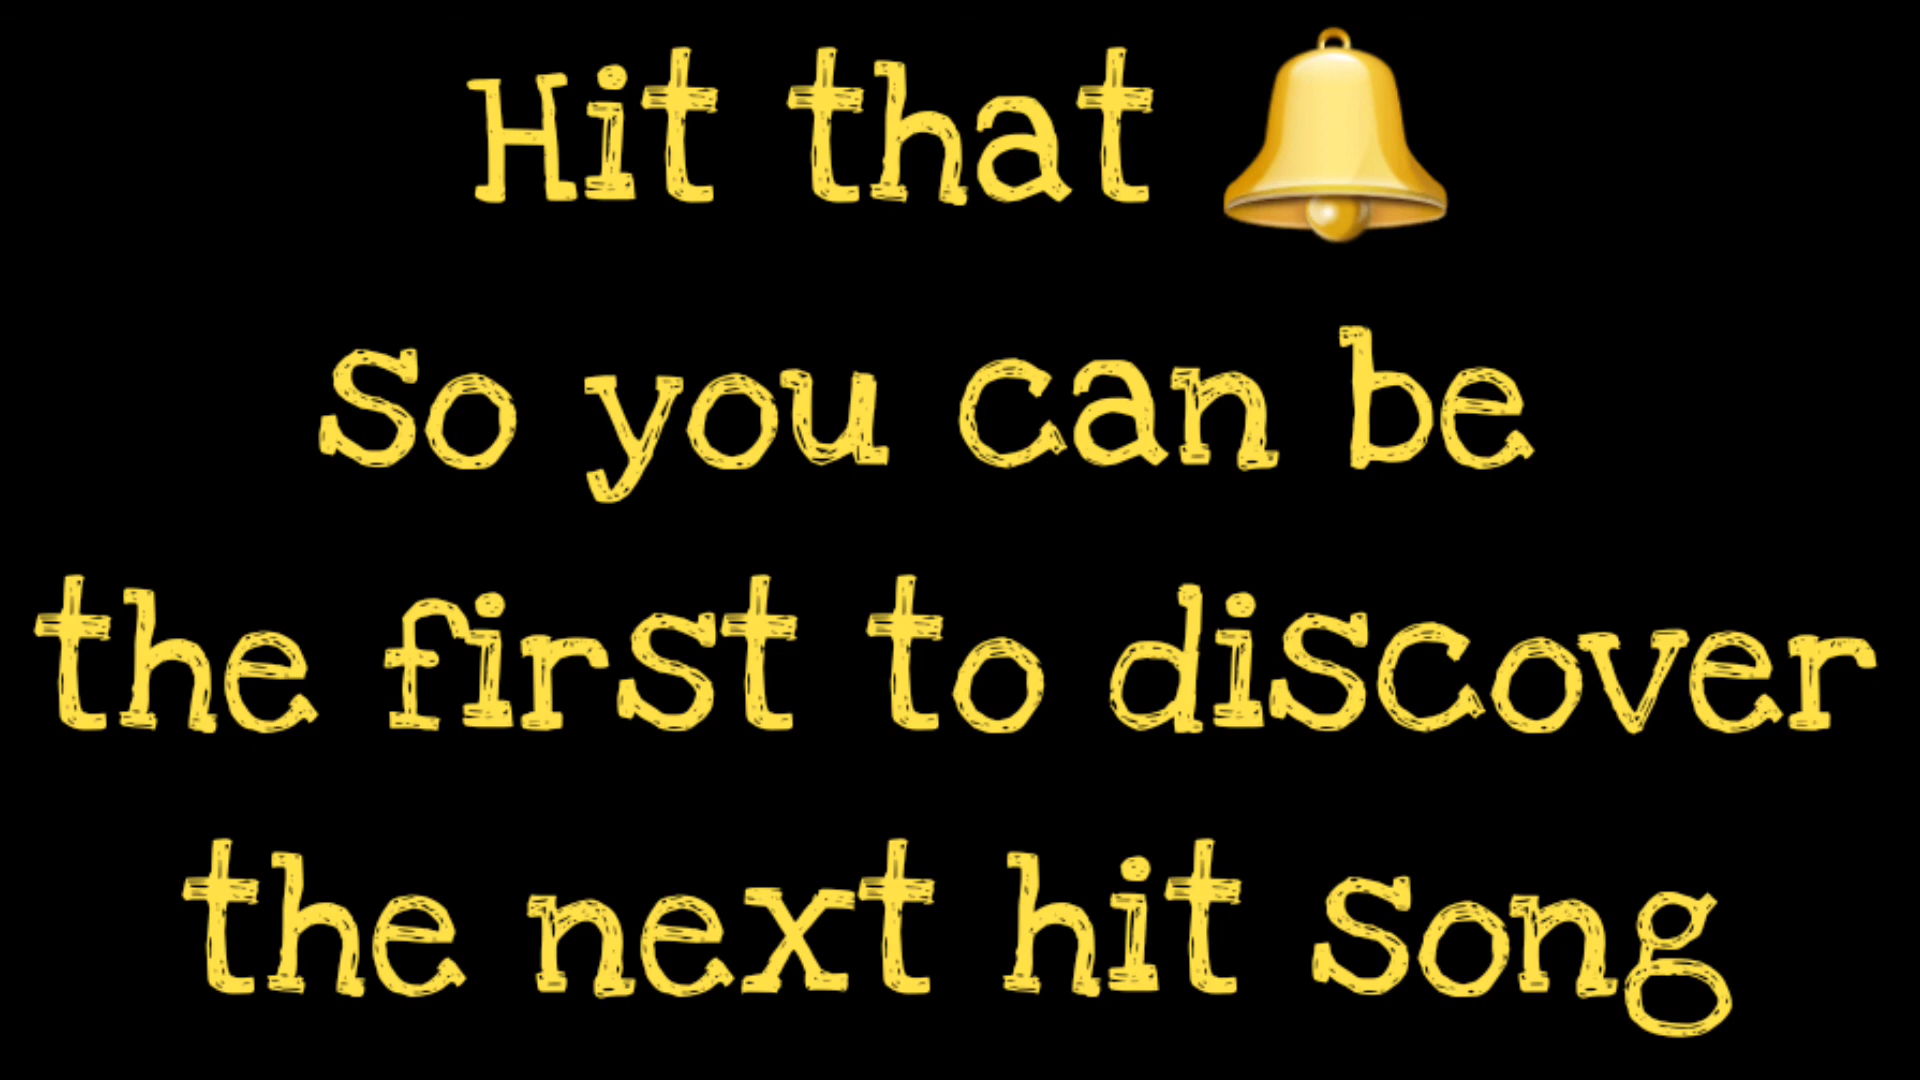 Hit that 🔔
So you can be
the first to discover
the next hit song